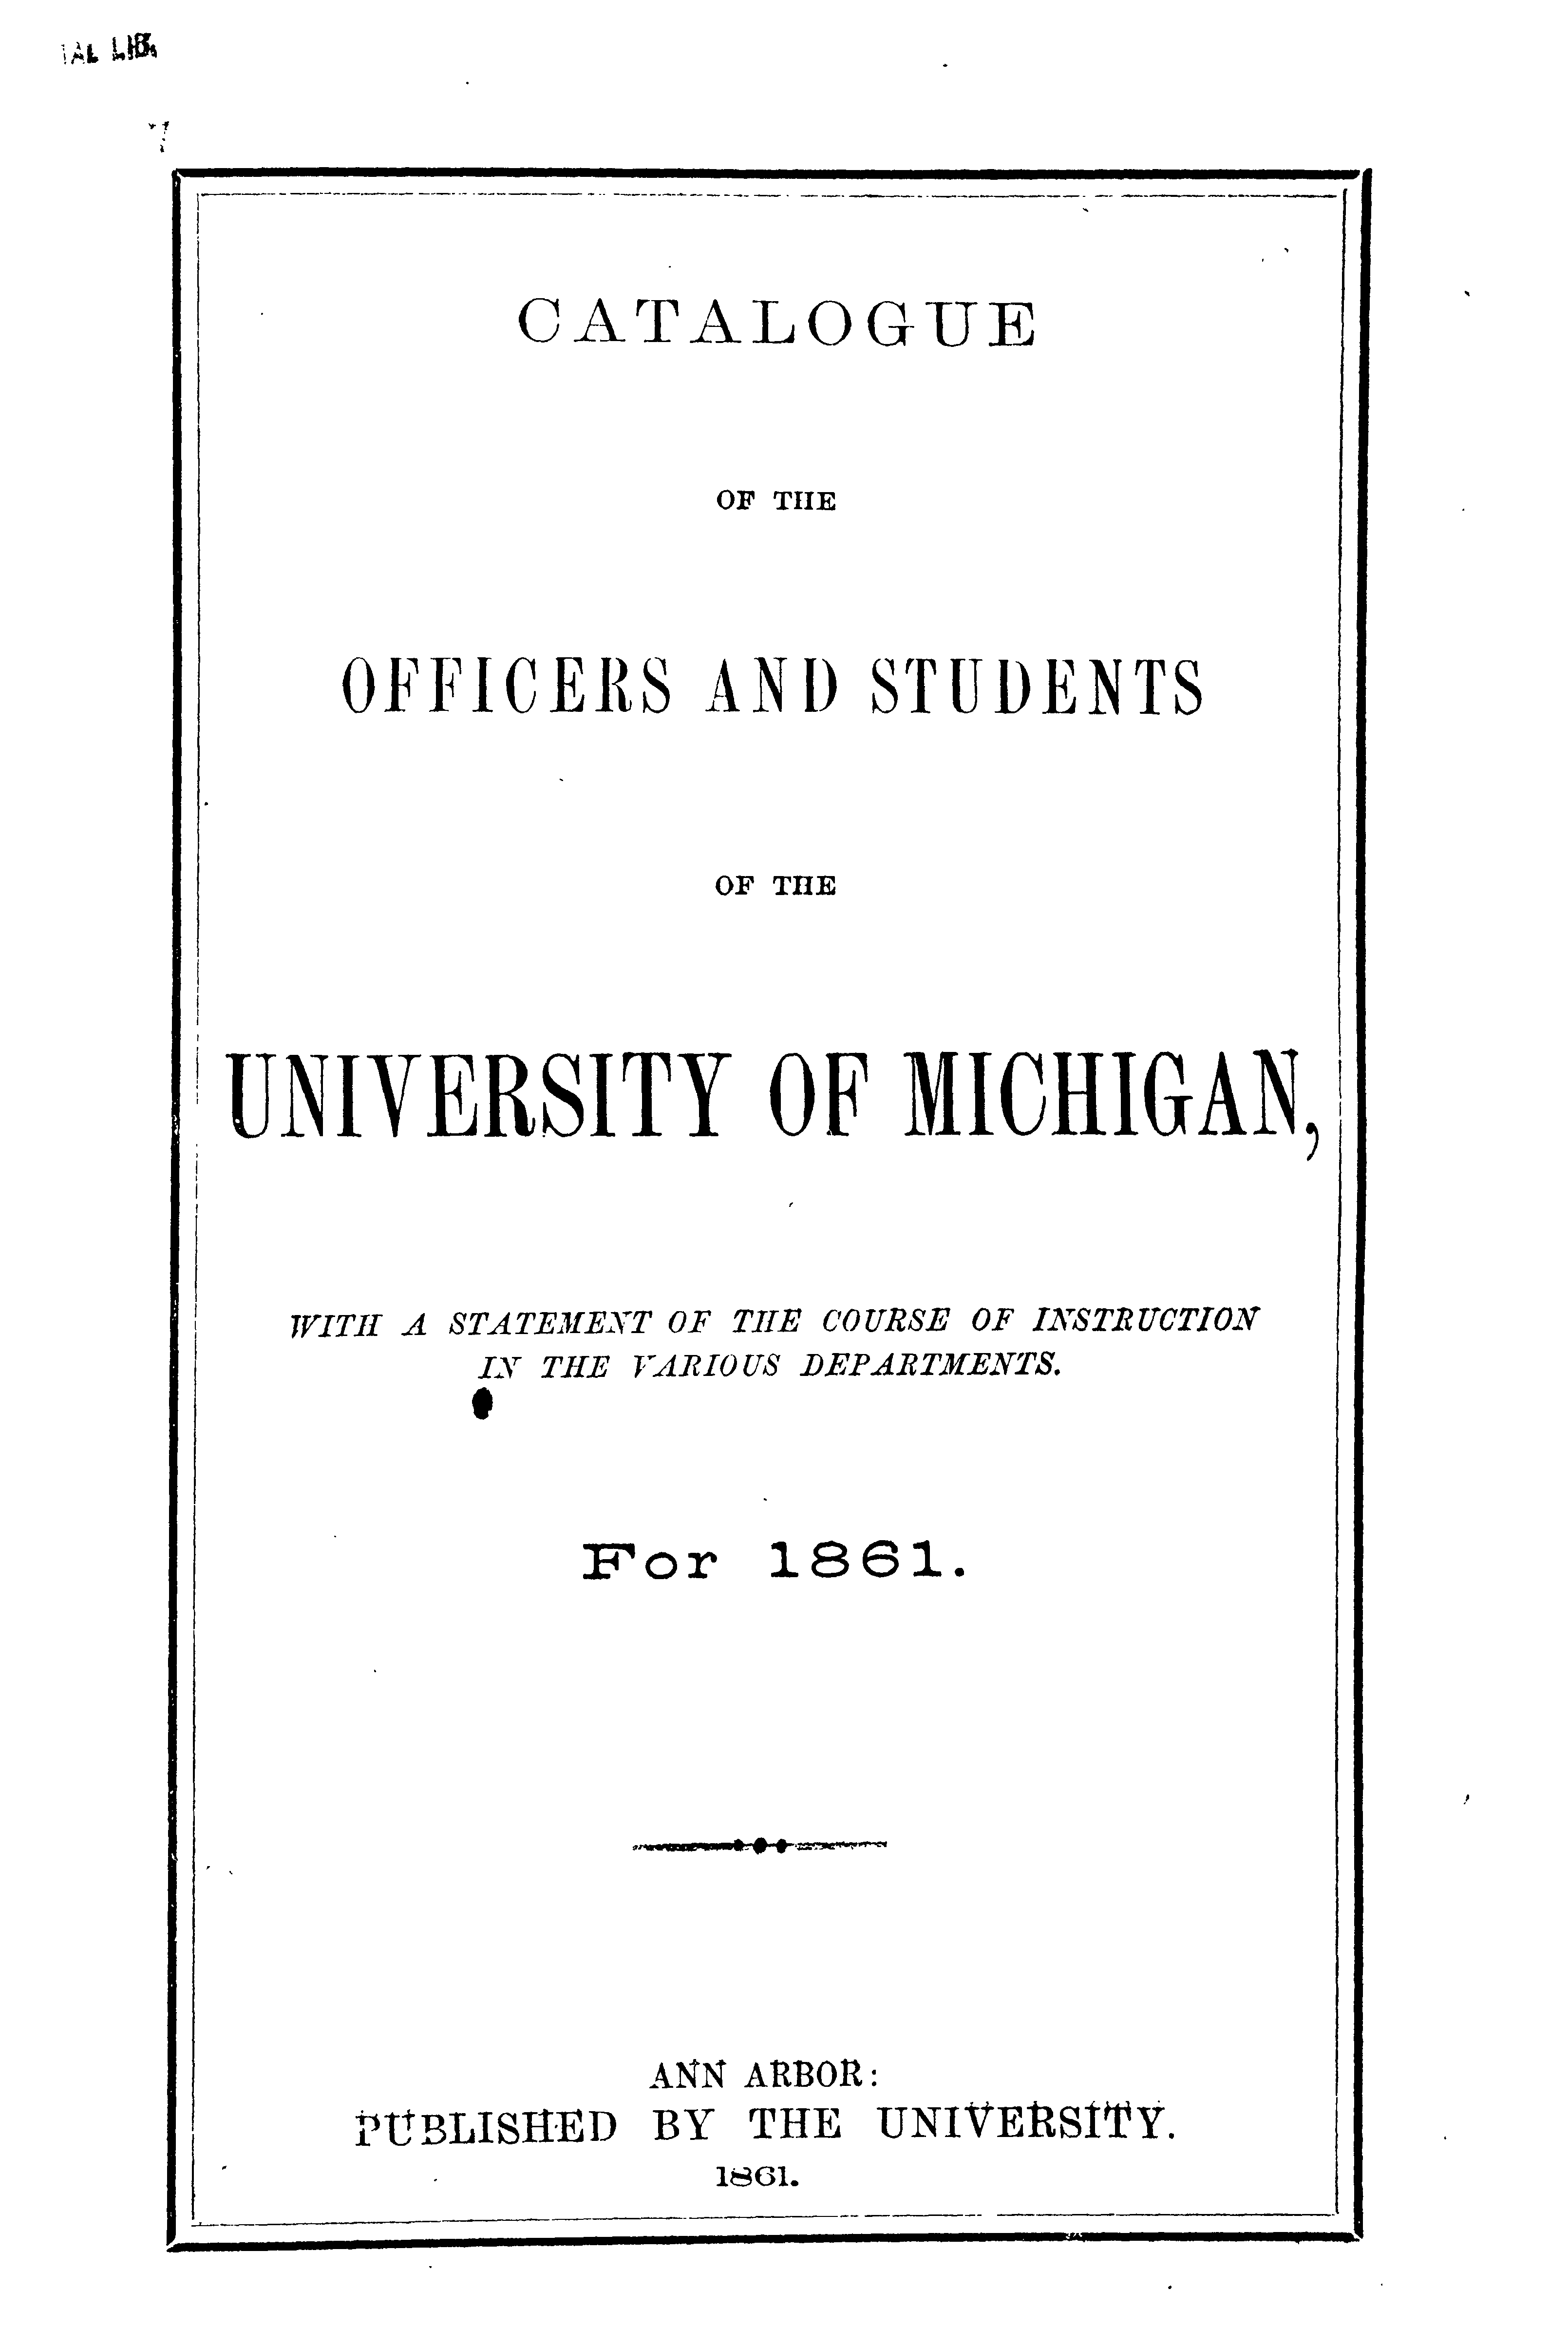 CATALOGUE
OF THE
OFFICERS AND STUDENTS
OF THE
UNIVERSITY OF MICHIGAN,
WITH A STATEMENT OF THE COURSE OF INSTRUCTION
IN THE VARIOUS DEPARTMENTS.
For 1861.
ANN ARBOR:
PUBLISHED BY THE UNIVERSITY.
1861.